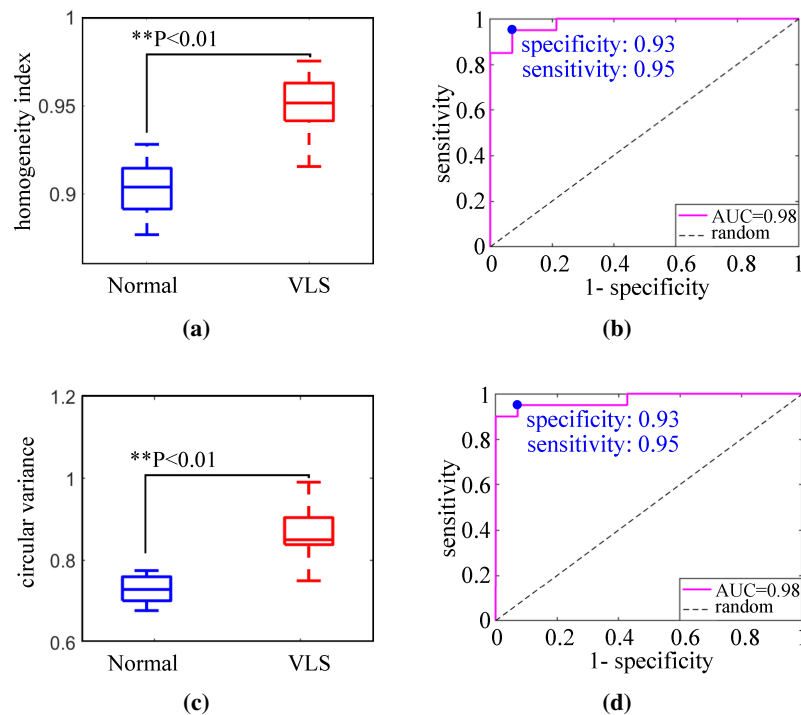 **P<0.01
homogeneity index
0.95
0.9
Normal
VLS
(a)
1
0.8
0.6
0.4
0.2
0
sensitivity
specificity: 0.93
sensitivity: 0.95
AUC=0.98
random
0
0.2
0.4
0.6
0.8
1
1- specificity
(b)
1.2
1
0.8
0.6
circular variance
**P<0.01
Normal
VLS
(c)
1
0.8
0.6
0.4
0.2
0
sensitivity
specificity: 0.93
sensitivity: 0.95
AUC=0.98
random
0
0.2
0.4
0.6
0.8
1
1- specificity
(d)